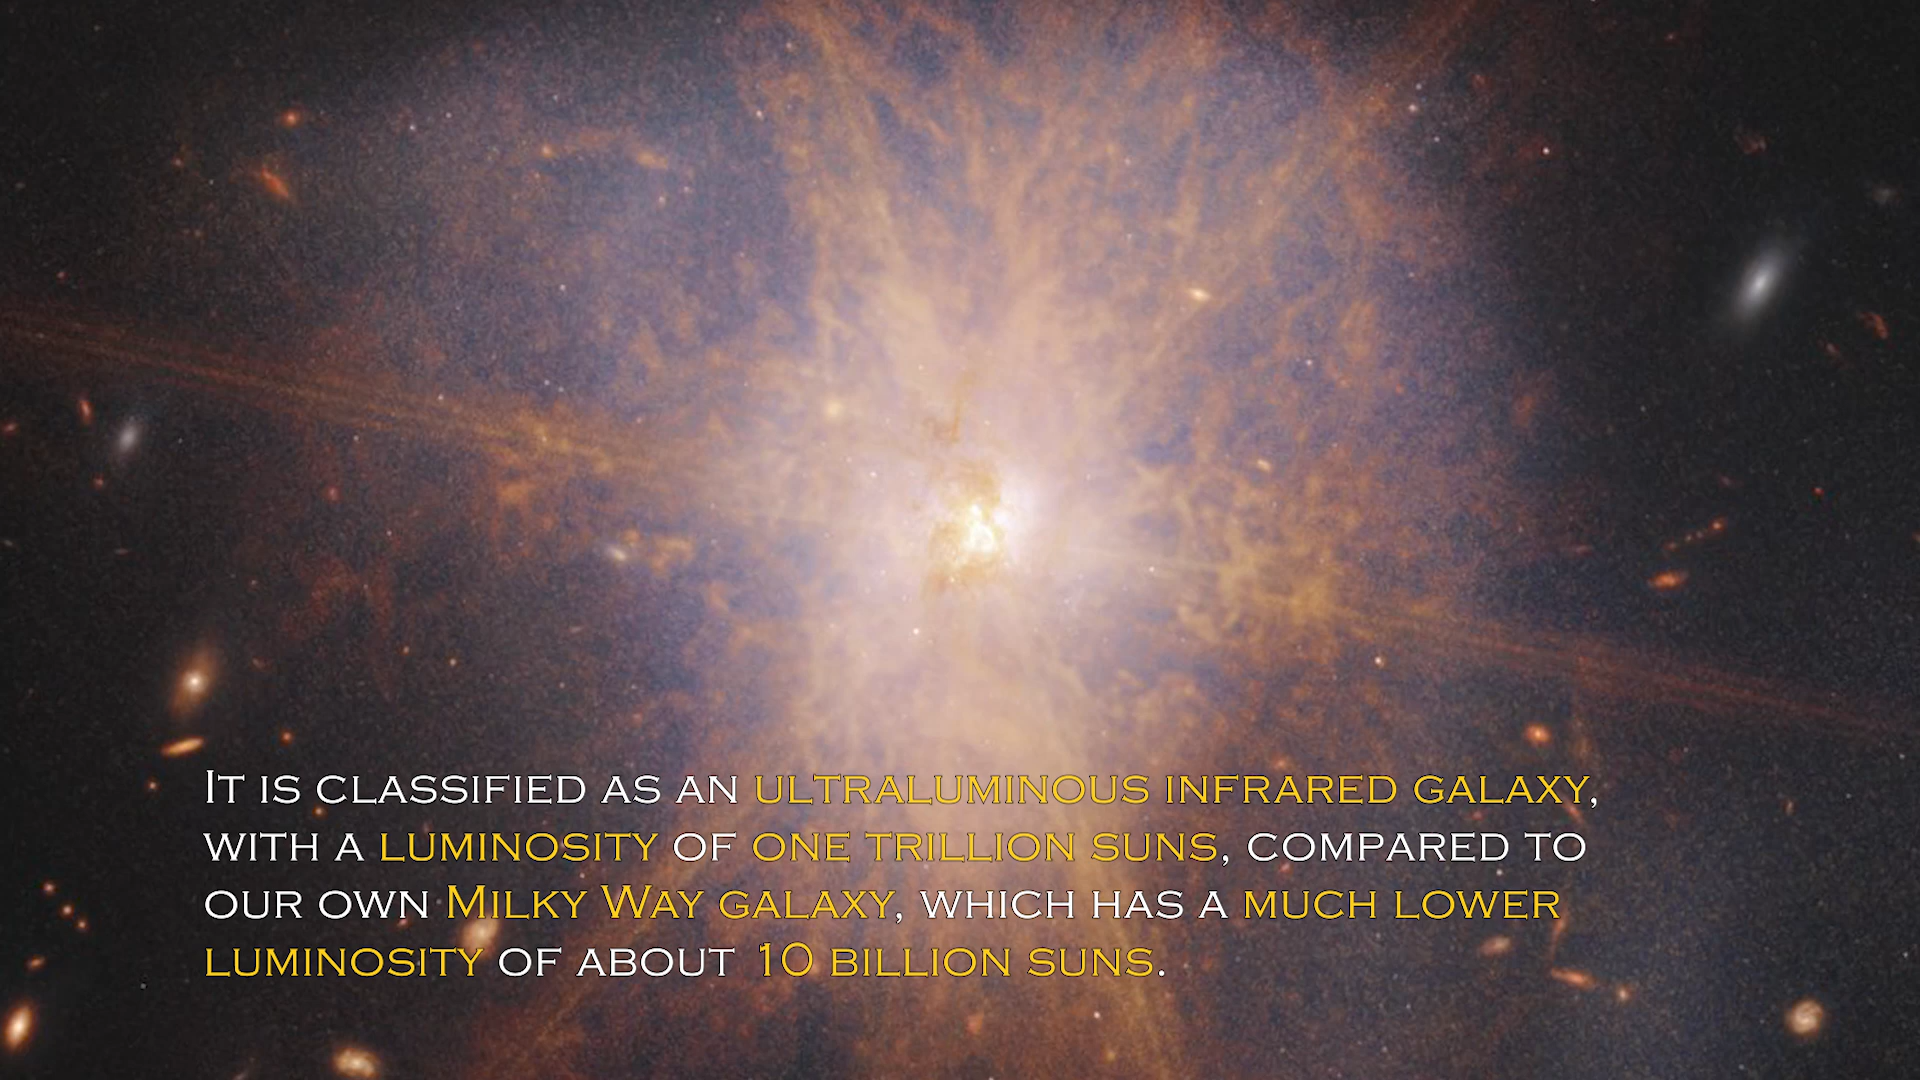 It is classified as an ultraluminous infrared galaxy,
with a luminosity of one trillion suns, compared to
our own Milky Way galaxy, which has a much lower
luminosity of about 10 billion suns.